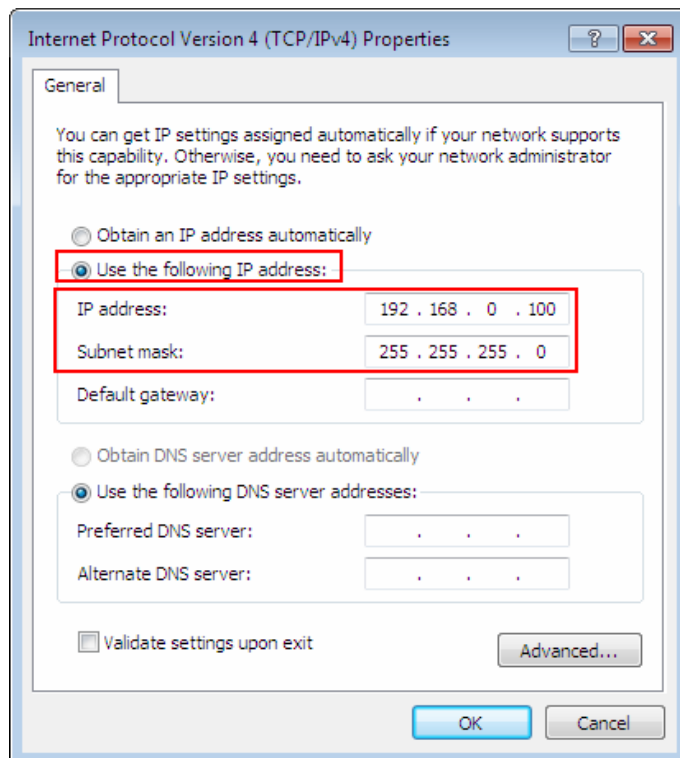 Internet Protocol Version 4 (TCP/IPv4) Properties
General
You can get IP settings assigned automatically if your network supports
this capability. Otherwise, you need to ask your network administrator
for the appropriate IP settings.
Obtain an IP address automatically
Use the following IP address:
IP address: 192 . 168 . 0 . 100
Subnet mask: 255 . 255 . 255 . 0
Default gateway: . . .
Obtain DNS server address automatically
Use the following DNS server addresses:
Preferred DNS server: . . .
Alternate DNS server: . . .
Validate settings upon exit
Advanced...
OK Cancel